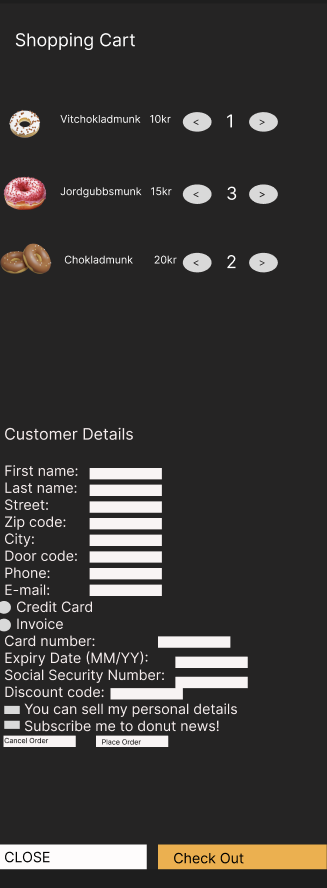 Shopping Cart
Vitchokladmunk 10kr < 1 >
Jordgubbsmunk 15kr < 3 >
Chokladmunk 20kr < 2 >
Customer Details
First name:
Last name:
Street:
Zip code:
City:
Door code:
Phone:
E-mail:
Credit Card
Invoice
Card number:
Expiry Date (MM/YY):
Social Security Number:
Discount code:
You can sell my personal details
Subscribe me to donut news!
Cancel Order Place Order
CLOSE Check Out